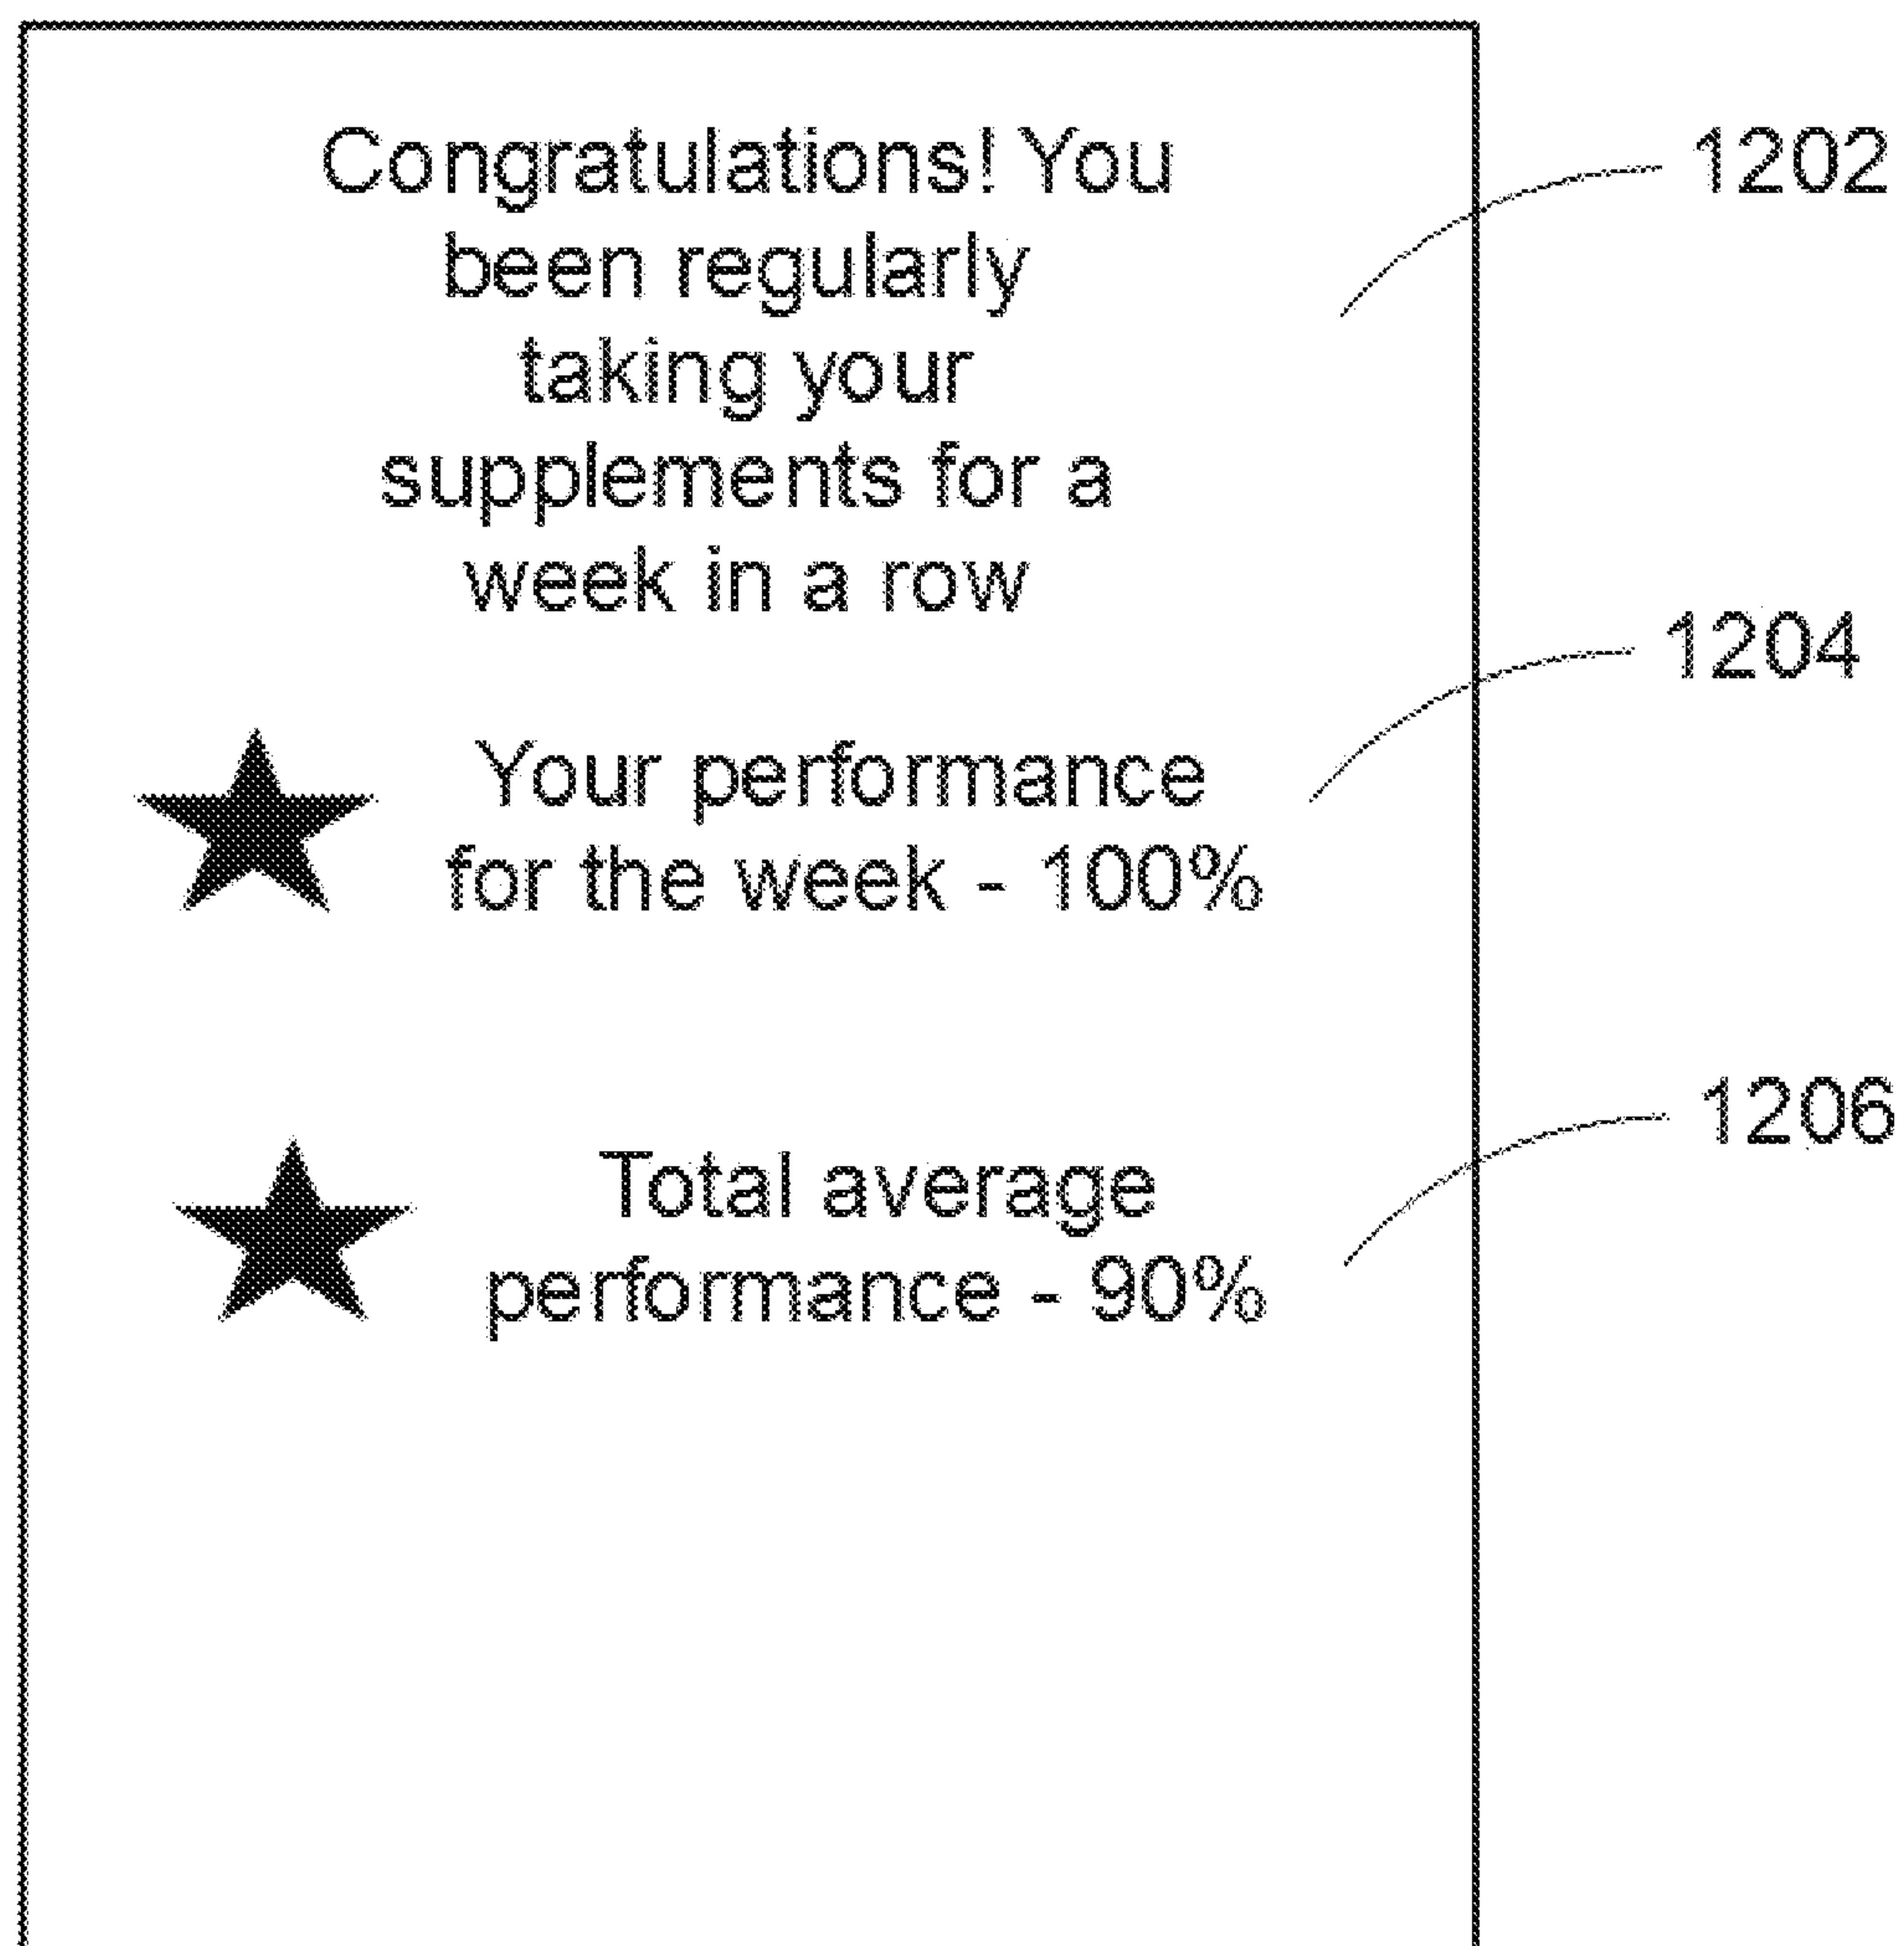 Congratulations! You
been regularly
taking your
supplements for a
week in a row
1202
Your performance
for the week - 100%
1204
Total average
performance - 90%
1206